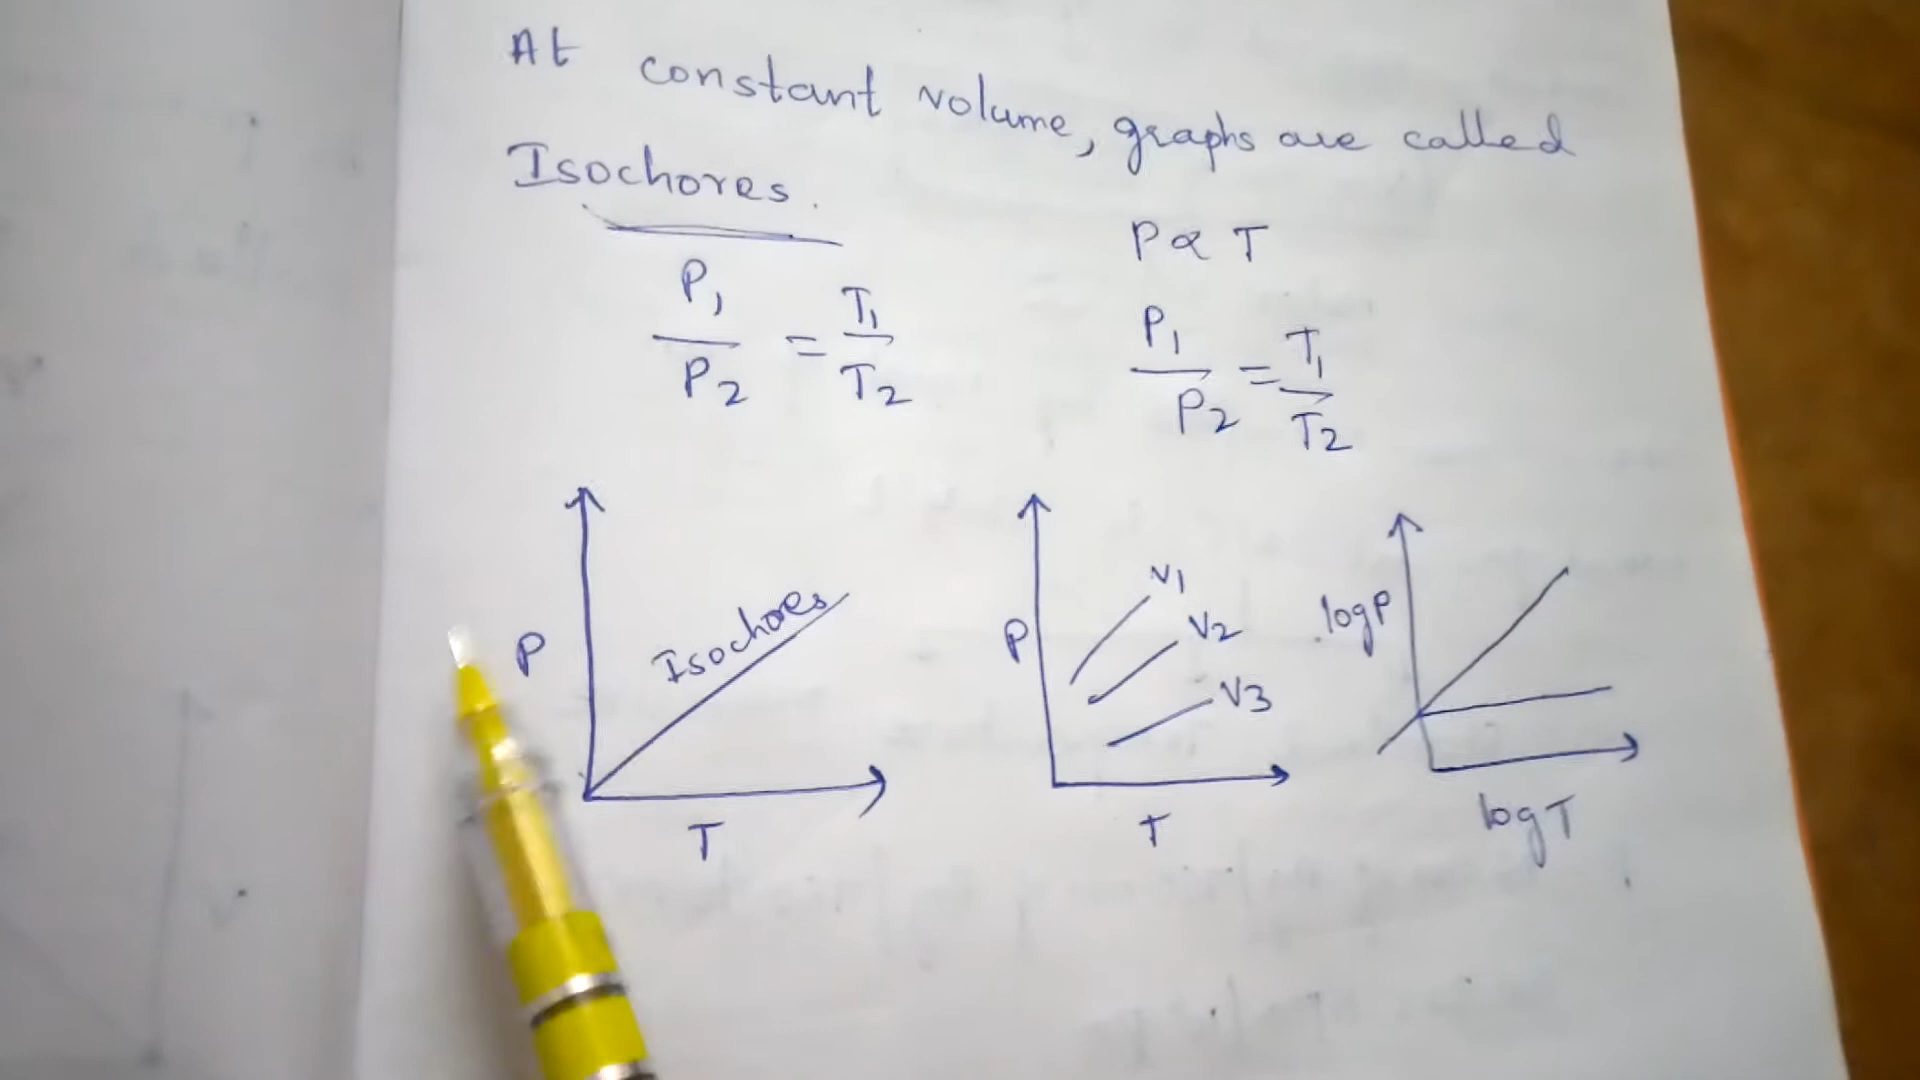 At constant volume, graphs are called
Isochores.
P ∝ T
P1/P2 = T1/T2
P1/P2 = T1/T2
P
Isochores
T
P
V1
V2
V3
T
logP
logT